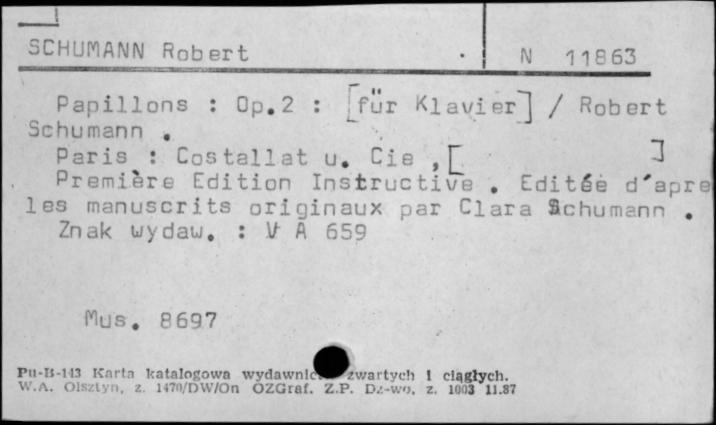 SCHUMANN Robert
N 11863
Papillons : Op.2 : [für Klavier] / Robert
Schumann .
Paris : Costallat u. Cie ,[ ]
Première Edition Instructive . Editée d'apre
les manuscrits originaux par Clara Schumann .
Znak wydaw. : V A 659
Mus. 8697
Pu-B-143 Karta katalogowa zwartych i ciągłych.
W.A. Olsztyn, z. 1470/DW/On OZGraf. Z.P. Dz-wo, z. 1003 11.87